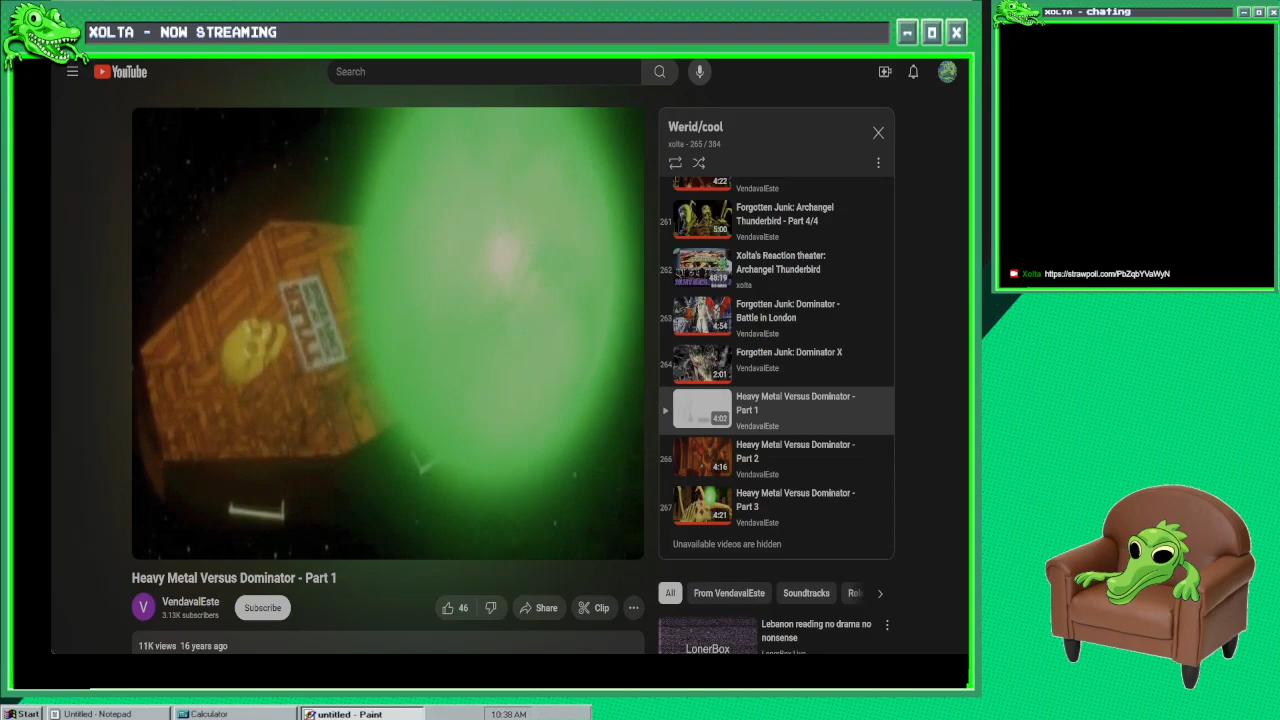 XOLTA - NOW STREAMING
XOLTA - chating
YouTube
Search
Werid/cool
xolta - 265 / 384
4:22
VendavalEste
261
5:00
Forgotten Junk: Archangel
Thunderbird - Part 4/4
VendavalEste
262
48:19
Xolta's Reaction theater:
Archangel Thunderbird
xolta
263
4:54
Forgotten Junk: Dominator -
Battle in London
VendavalEste
264
2:01
Forgotten Junk: Dominator X
VendavalEste
4:02
Heavy Metal Versus Dominator -
Part 1
VendavalEste
266
4:16
Heavy Metal Versus Dominator -
Part 2
VendavalEste
267
4:21
Heavy Metal Versus Dominator -
Part 3
VendavalEste
Unavailable videos are hidden
Xolta https://strawpoll.com/PbZqbYVaWyN
Heavy Metal Versus Dominator - Part 1
V
VendavalEste
3.13K subscribers
Subscribe
46
Share
Clip
11K views 16 years ago
All
From VendavalEste
Soundtracks
Rol
Lebanon reading no drama no
nonsense
LonerBox
LonerBox Live
Start
Untitled - Notepad
Calculator
untitled - Paint
10:38 AM